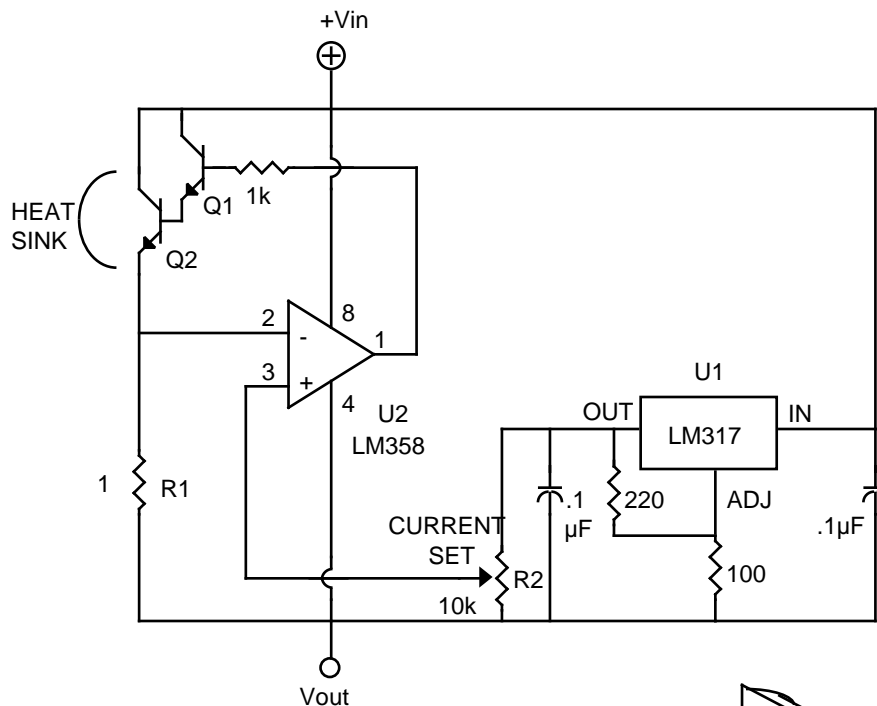 +Vin
HEAT
SINK
Q1
1k
Q2
2
8
-
1
3
+
4
U2
LM358
U1
OUT
LM317
IN
1
R1
.1
µF
220
ADJ
.1µF
CURRENT
SET
R2
10k
100
Vout